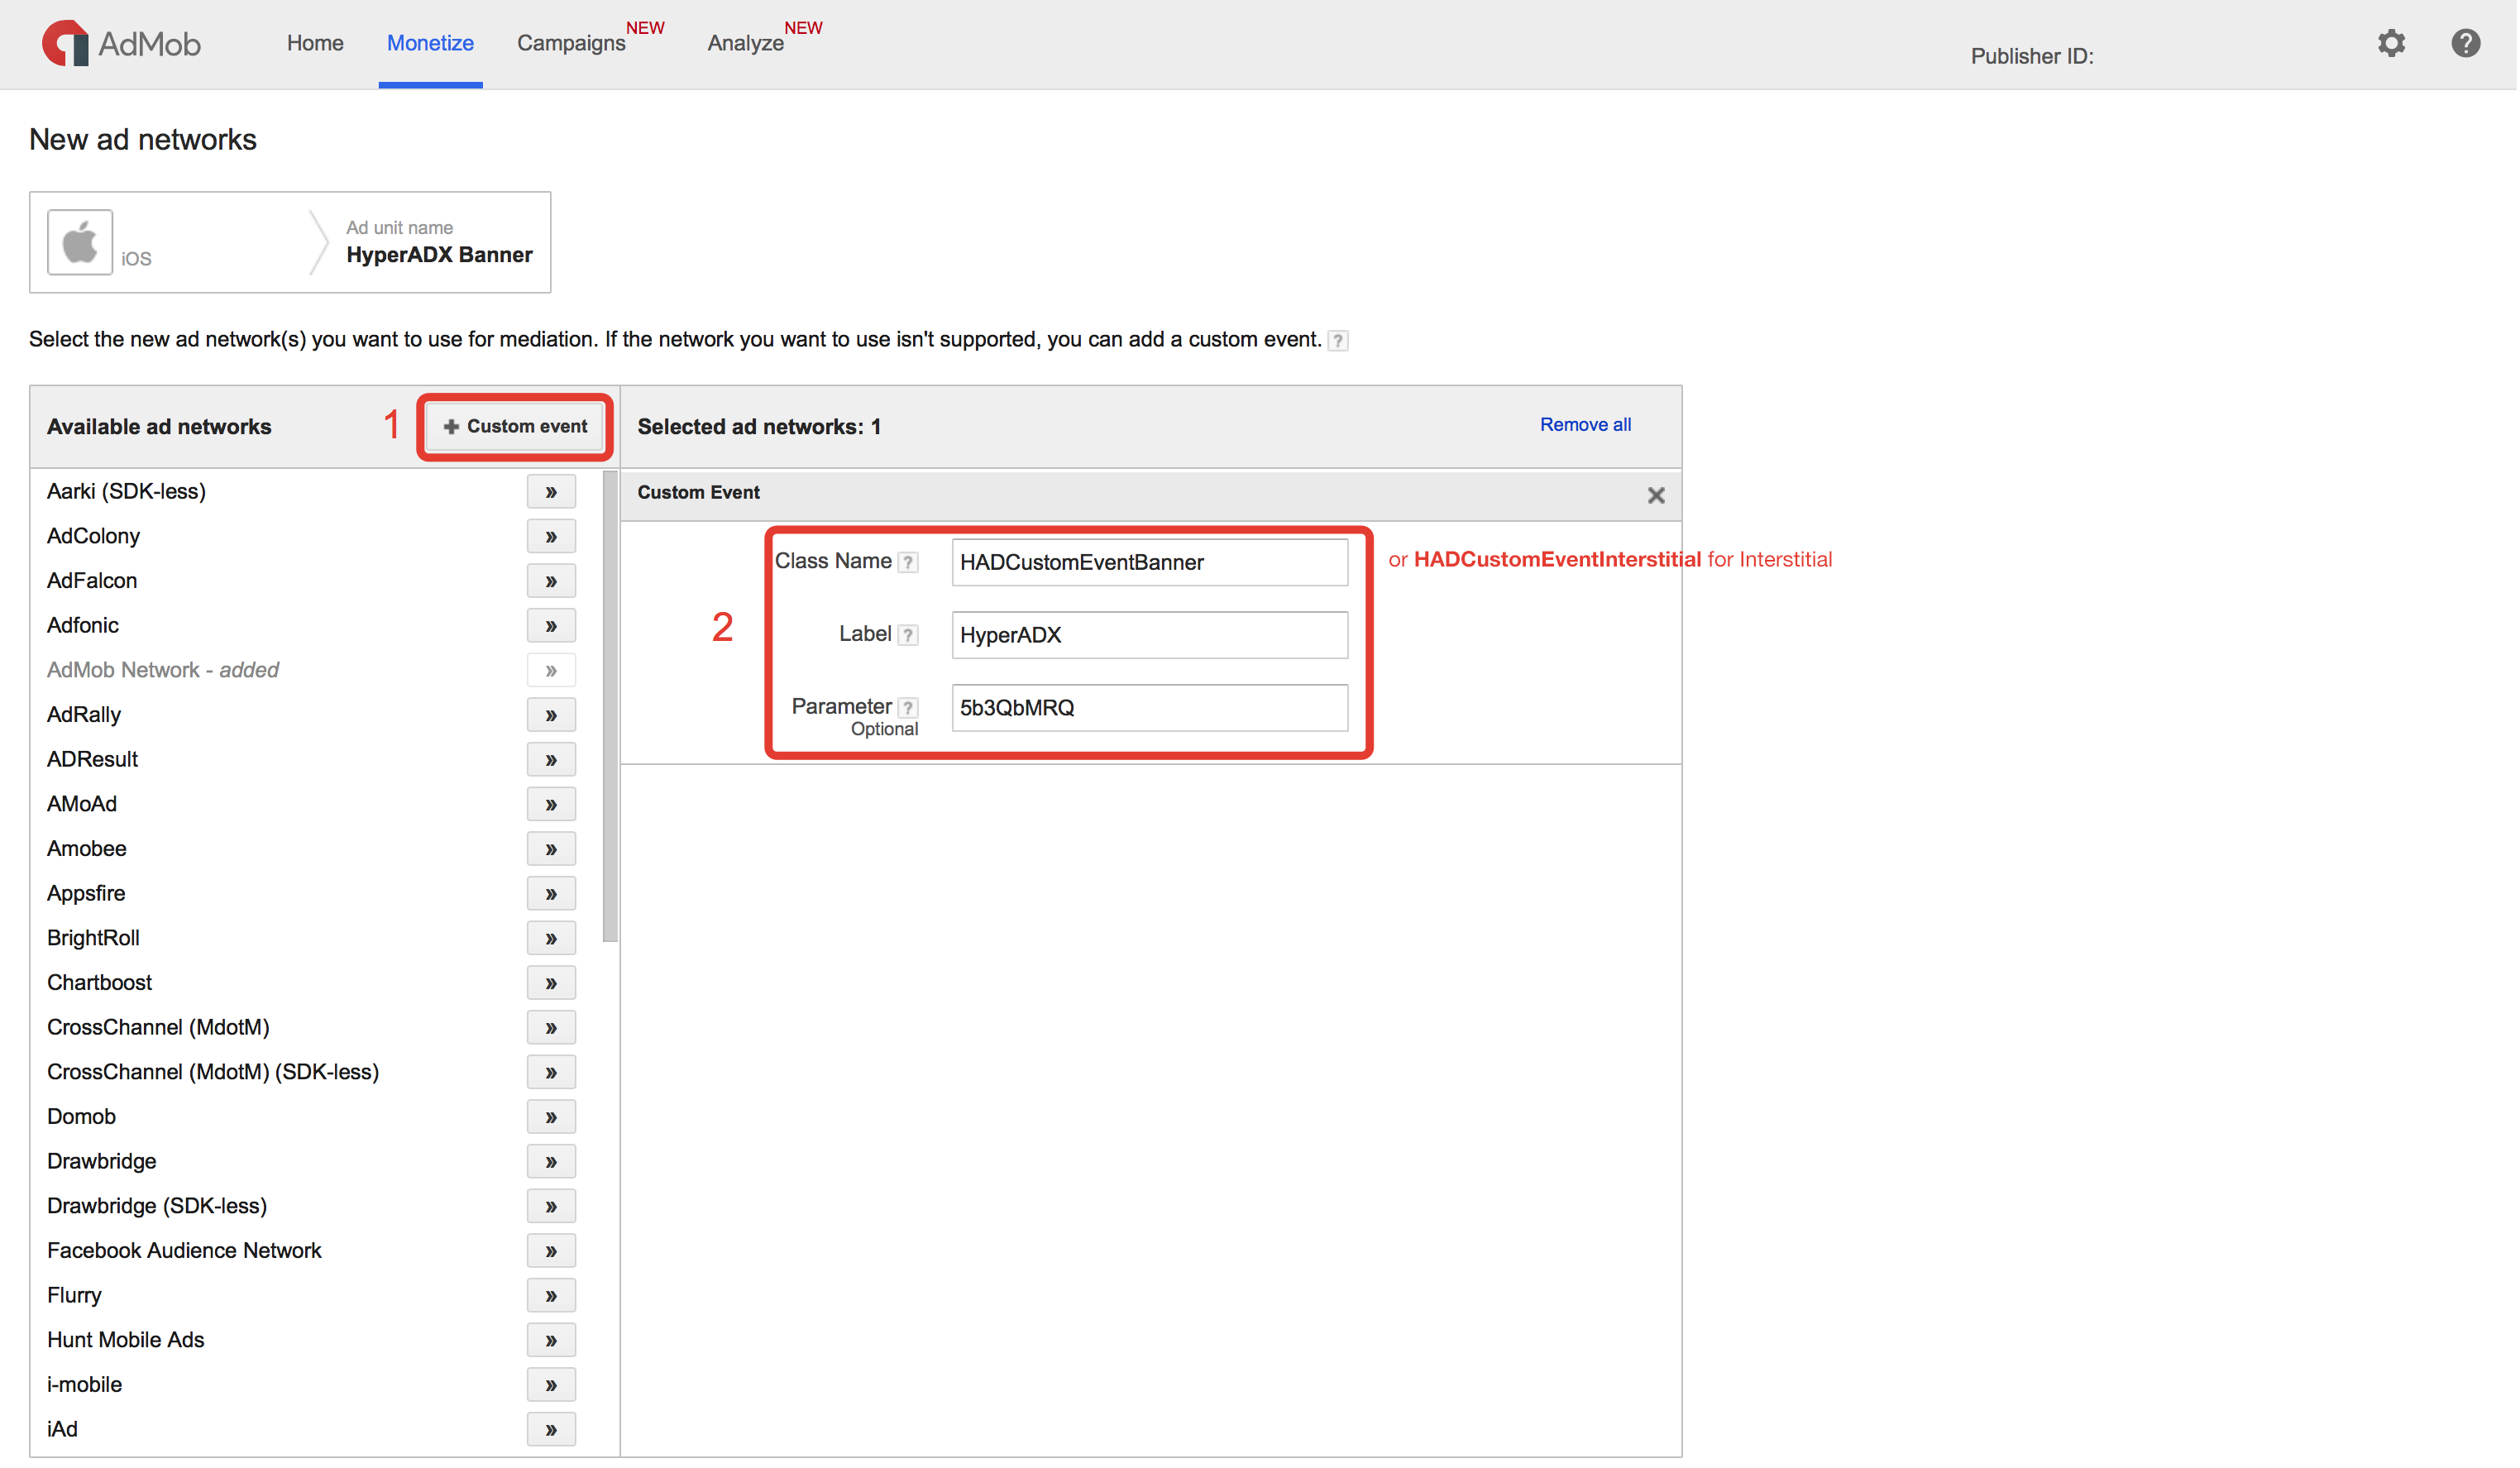 AdMob
Home
Monetize
Campaigns NEW
Analyze NEW
Publisher ID:
?
New ad networks
iOS
Ad unit name
HyperADX Banner
Select the new ad network(s) you want to use for mediation. If the network you want to use isn't supported, you can add a custom event. ?
Available ad networks
1
+ Custom event
Selected ad networks: 1
Remove all
Aarki (SDK-less) »
AdColony »
AdFalcon »
Adfonic »
AdMob Network - added »
AdRally »
ADResult »
AMoAd »
Amobee »
Appsfire »
BrightRoll »
Chartboost »
CrossChannel (MdotM) »
CrossChannel (MdotM) (SDK-less) »
Domob »
Drawbridge »
Drawbridge (SDK-less) »
Facebook Audience Network »
Flurry »
Hunt Mobile Ads »
i-mobile »
iAd »
Custom Event
2
Class Name ? HADCustomEventBanner
or HADCustomEventInterstitial for Interstitial
Label ? HyperADX
Parameter ? 5b3QbMRQ
Optional